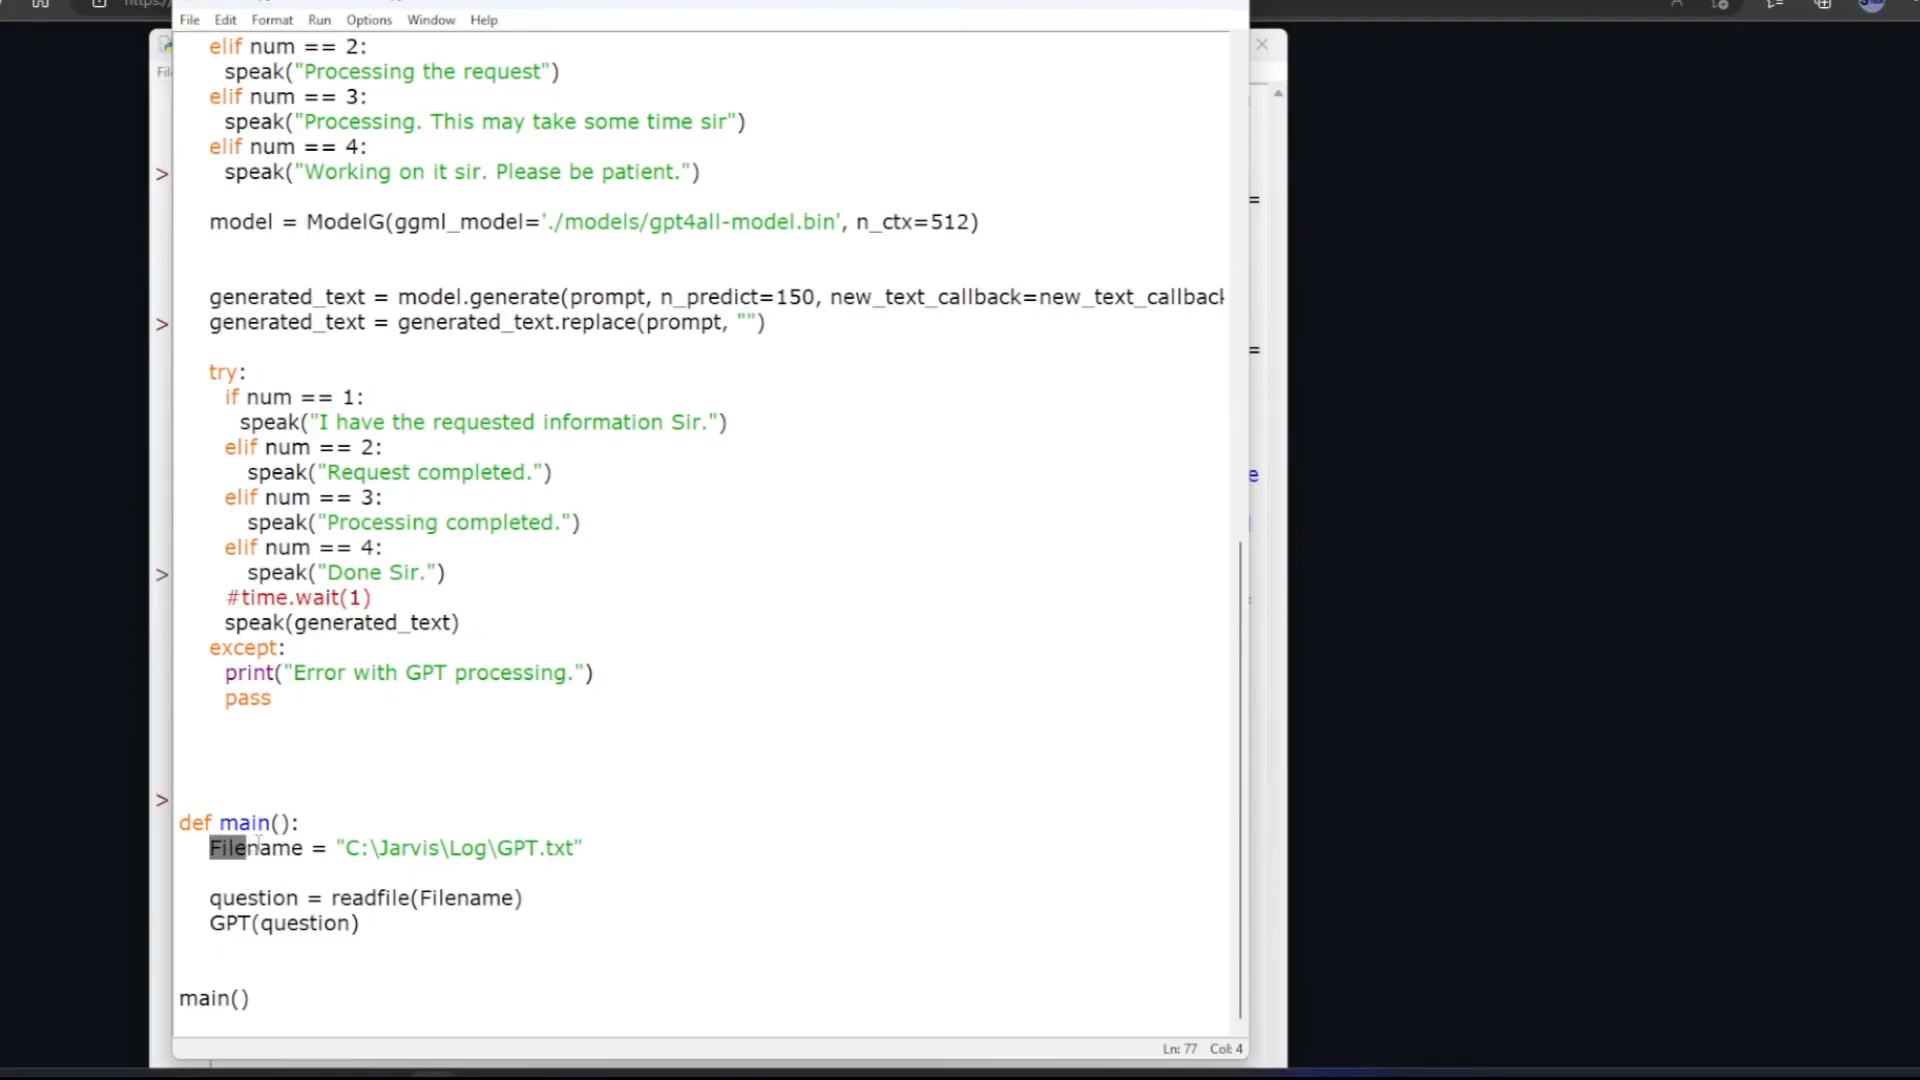 https://
File Edit Format Run Options Window Help
elif num == 2:
speak("Processing the request")
elif num == 3:
speak("Processing. This may take some time sir")
elif num == 4:
speak("Working on it sir. Please be patient.")
>
model = ModelG(ggml_model='./models/gpt4all-model.bin', n_ctx=512)
generated_text = model.generate(prompt, n_predict=150, new_text_callback=new_text_callback
generated_text = generated_text.replace(prompt, "")
>
try:
if num == 1:
speak("I have the requested information Sir.")
elif num == 2:
speak("Request completed.")
elif num == 3:
speak("Processing completed.")
elif num == 4:
speak("Done Sir.")
>
#time.wait(1)
speak(generated_text)
except:
print("Error with GPT processing.")
pass
>
def main():
Filename = "C:\Jarvis\Log\GPT.txt"
question = readfile(Filename)
GPT(question)
main()
Ln: 77 Col: 4